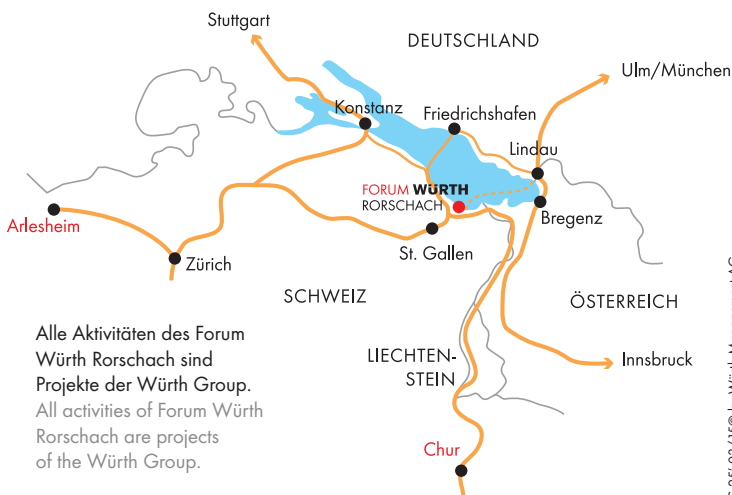 Stuttgart
DEUTSCHLAND
Ulm/München
Konstanz
Friedrichshafen
Lindau
FORUM WÜRTH
RORSCHACH
Bregenz
Arlesheim
St. Gallen
Zürich
SCHWEIZ
ÖSTERREICH
LIECHTEN-
STEIN
Innsbruck
Alle Aktivitäten des Forum
Würth Rorschach sind
Projekte der Würth Group.
All activities of Forum Würth
Rorschach are projects
of the Würth Group.
Chur